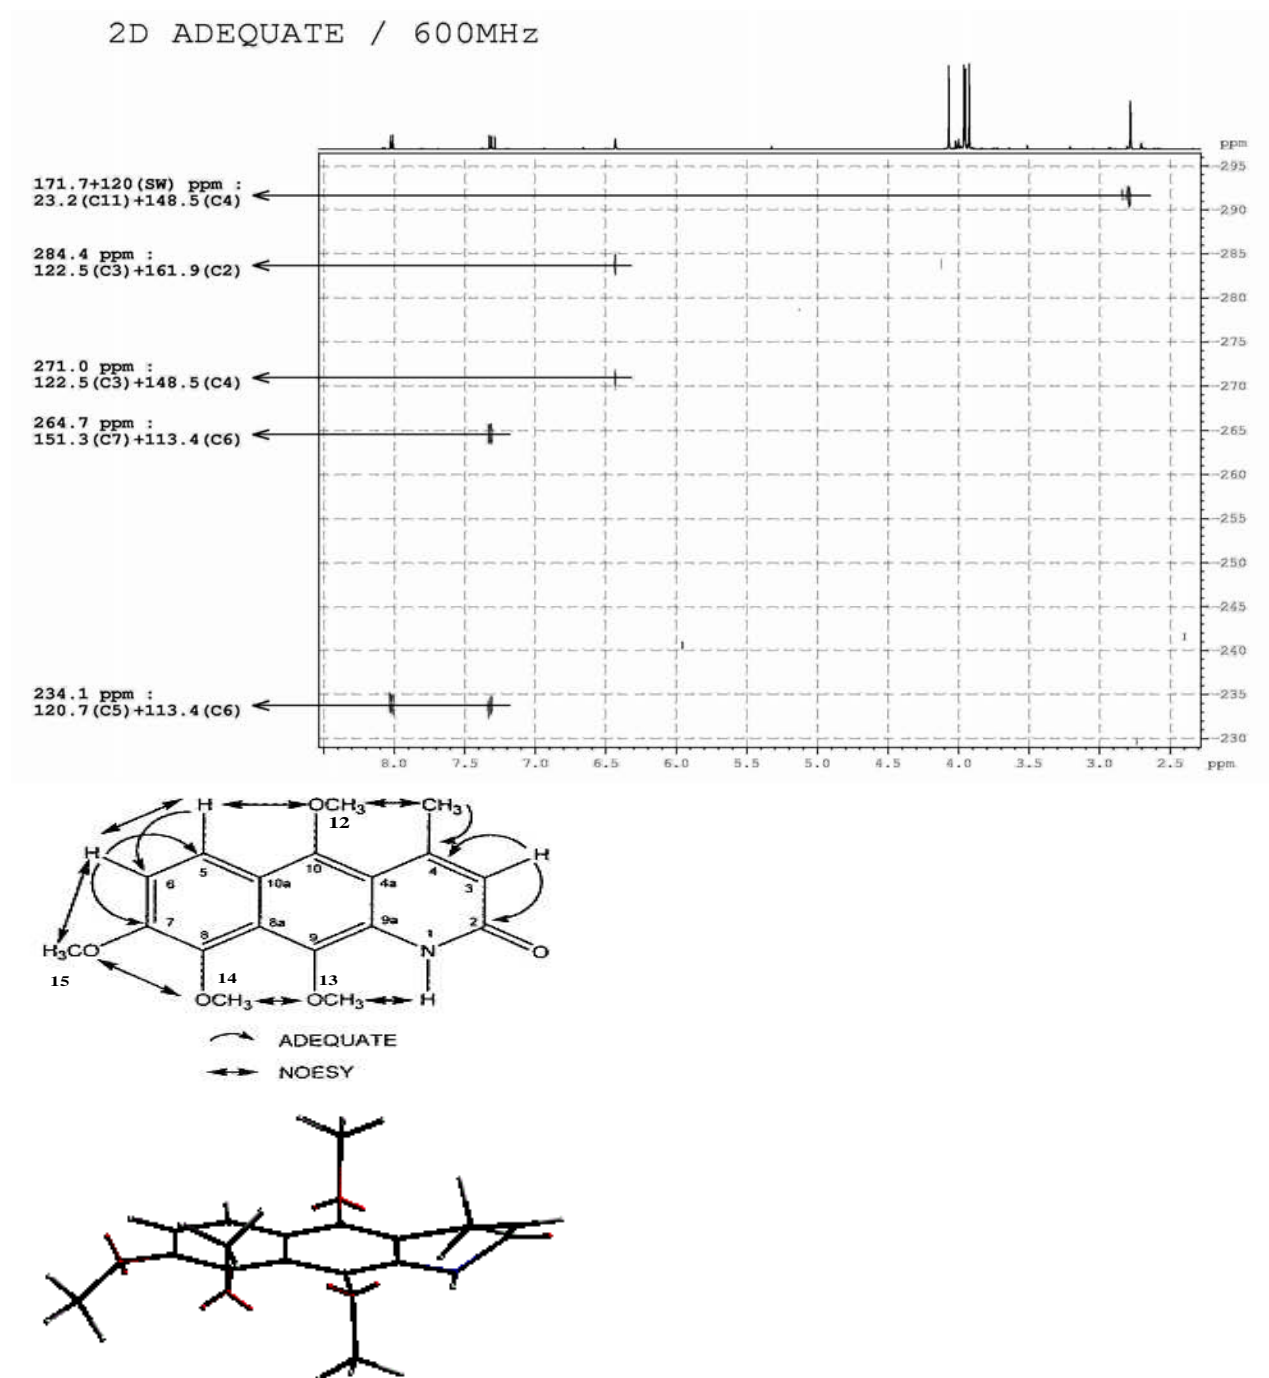 2D ADEQUATE / 600MHz
ppm
171.7+120(SW) ppm :
23.2(C11)+148.5(C4)
284.4 ppm :
122.5(C3)+161.9(C2)
271.0 ppm :
122.5(C3)+148.5(C4)
264.7 ppm :
151.3(C7)+113.4(C6)
234.1 ppm :
120.7(C5)+113.4(C6)
295
290
285
280
275
270
265
260
255
250
245
240
235
230
8.0 7.5 7.0 6.5 6.0 5.5 5.0 4.5 4.0 3.5 3.0 2.5 ppm
H OCH3 CH3
12
H H
5 10 4
6 10a 4a 3
7 8a 9a 2
8 9 1
H3CO N O
15 14 13
OCH3 OCH3 H
ADEQUATE
NOESY